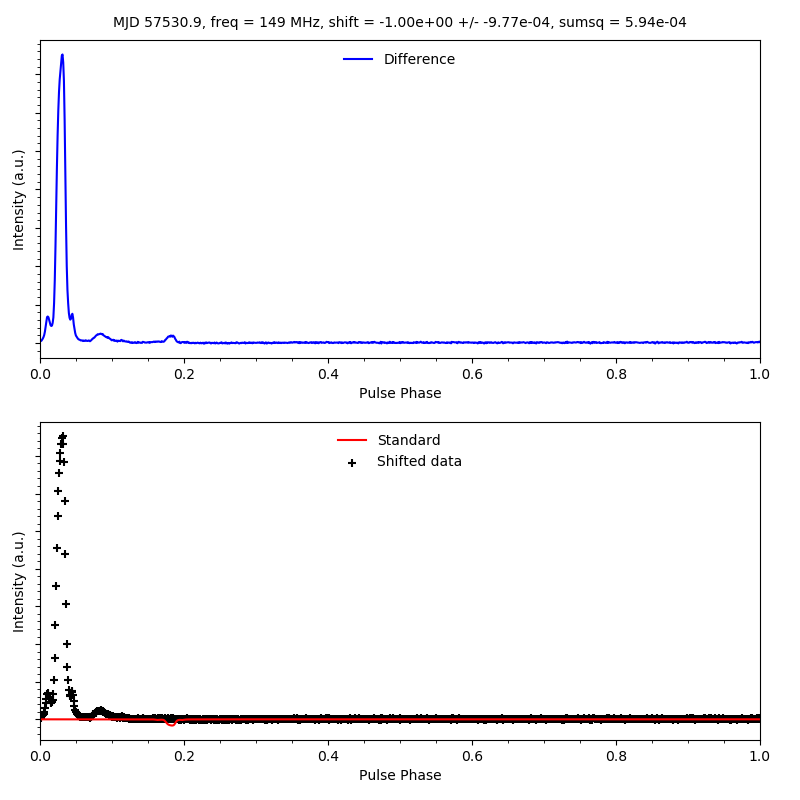 MJD 57530.9, freq = 149 MHz, shift = -1.00e+00 +/- -9.77e-04, sumsq = 5.94e-04
Difference
Intensity (a.u.)
0.0 0.2 0.4 0.6 0.8 1.0
Pulse Phase
Standard
Shifted data
Intensity (a.u.)
0.0 0.2 0.4 0.6 0.8 1.0
Pulse Phase